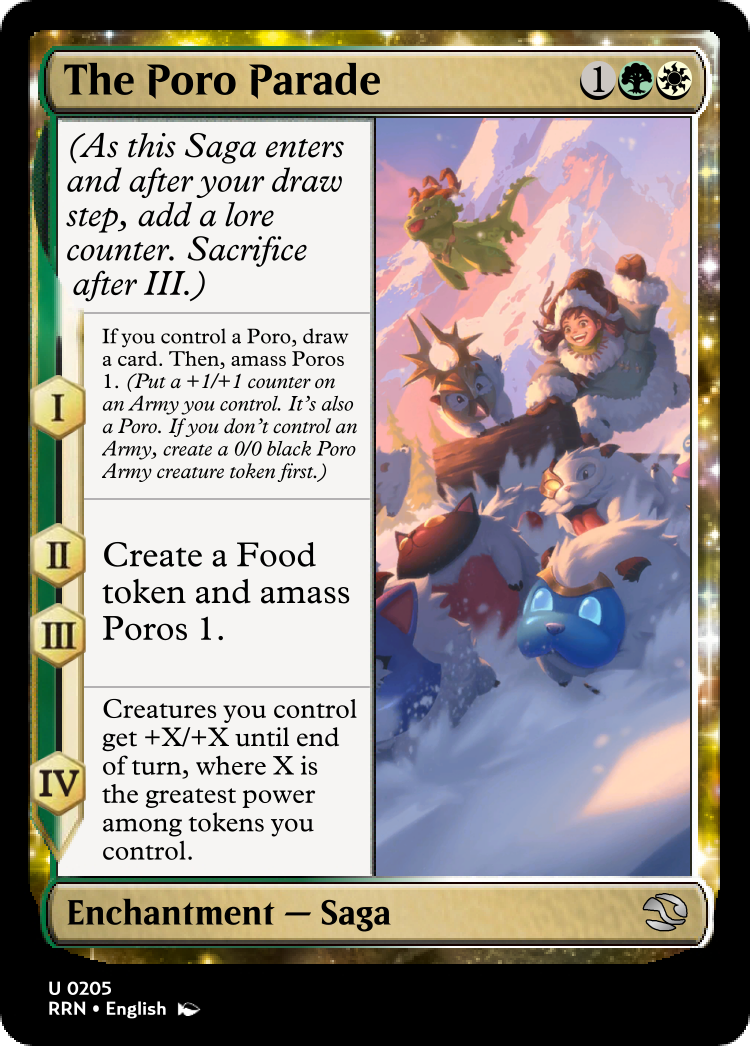 The Poro Parade 1
(As this Saga enters
and after your draw
step, add a lore
counter. Sacrifice
after III.)
If you control a Poro, draw
a card. Then, amass Poros
1. (Put a +1/+1 counter on
an Army you control. It's also
a Poro. If you don't control an
Army, create a 0/0 black Poro
Army creature token first.)
I
II
Create a Food
token and amass
Poros 1.
III
Creatures you control
get +X/+X until end
of turn, where X is
the greatest power
among tokens you
control.
IV
Enchantment — Saga
U 0205
RRN • English